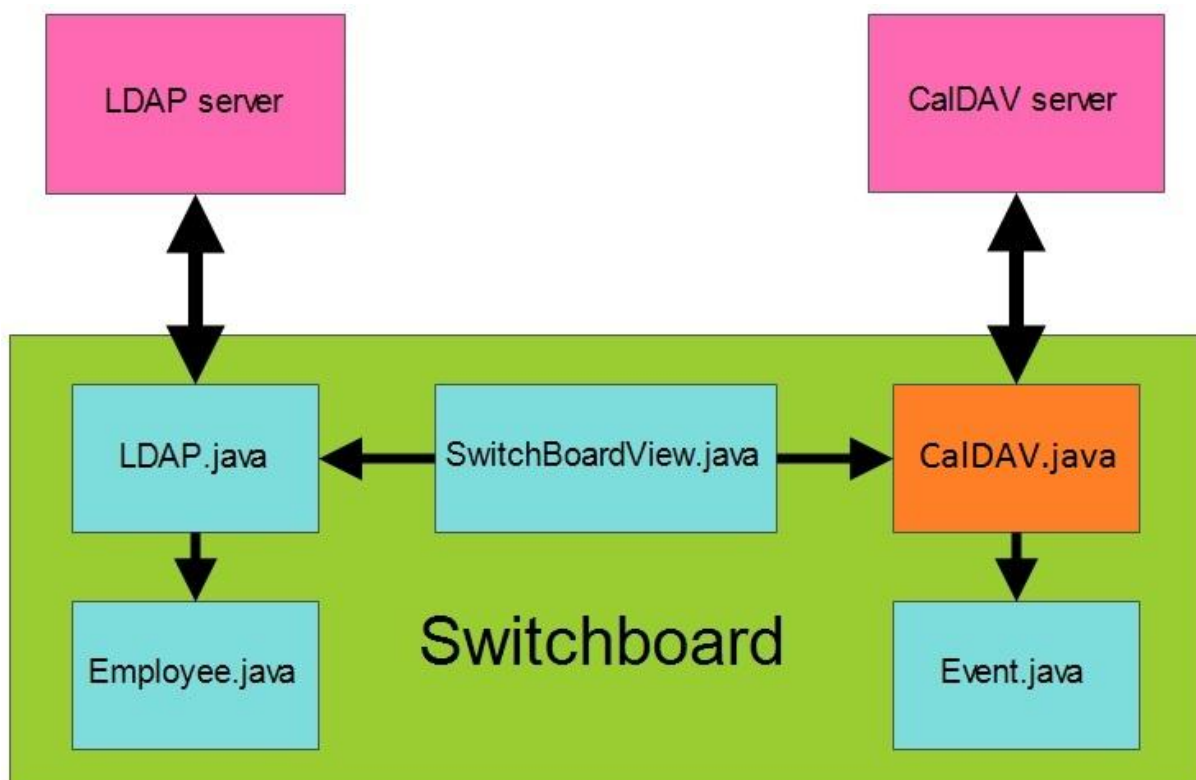 LDAP server
CalDAV server
LDAP.java
SwitchBoardView.java
CalDAV.java
Switchboard
Employee.java
Event.java